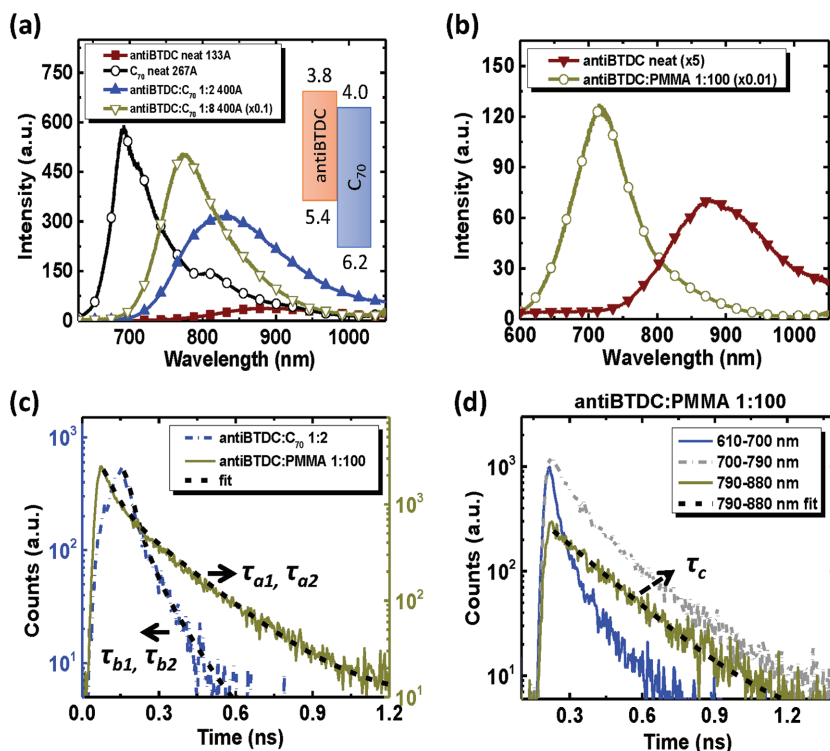 (a)
antiBTDC neat 133A
C₇₀ neat 267A
antiBTDC:C₇₀ 1:2 400A
antiBTDC:C₇₀ 1:8 400A (x0.1)
3.8
4.0
antiBTDC
C₇₀
5.4
6.2
750
600
450
300
150
0
Intensity (a.u.)
700 800 900 1000
Wavelength (nm)
(b)
antiBTDC neat (x5)
antiBTDC:PMMA 1:100 (x0.01)
150
120
90
60
30
0
Intensity (a.u.)
600 700 800 900 1000
Wavelength (nm)
(c)
antiBTDC:C₇₀ 1:2
antiBTDC:PMMA 1:100
fit
10³
10²
10¹
Counts (a.u.)
10³
10²
10¹
τa1, τa2
τb1, τb2
0.0 0.3 0.6 0.9 1.2
Time (ns)
(d)
antiBTDC:PMMA 1:100
610-700 nm
700-790 nm
790-880 nm
790-880 nm fit
10³
10²
10¹
Counts (a.u.)
τc
0.3 0.6 0.9 1.2
Time (ns)